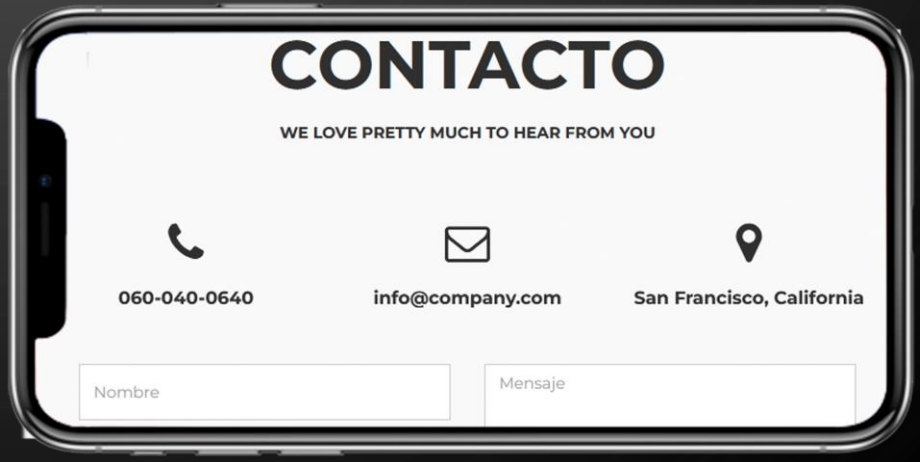 CONTACTO
WE LOVE PRETTY MUCH TO HEAR FROM YOU
060-040-0640
info@company.com
San Francisco, California
Nombre
Mensaje